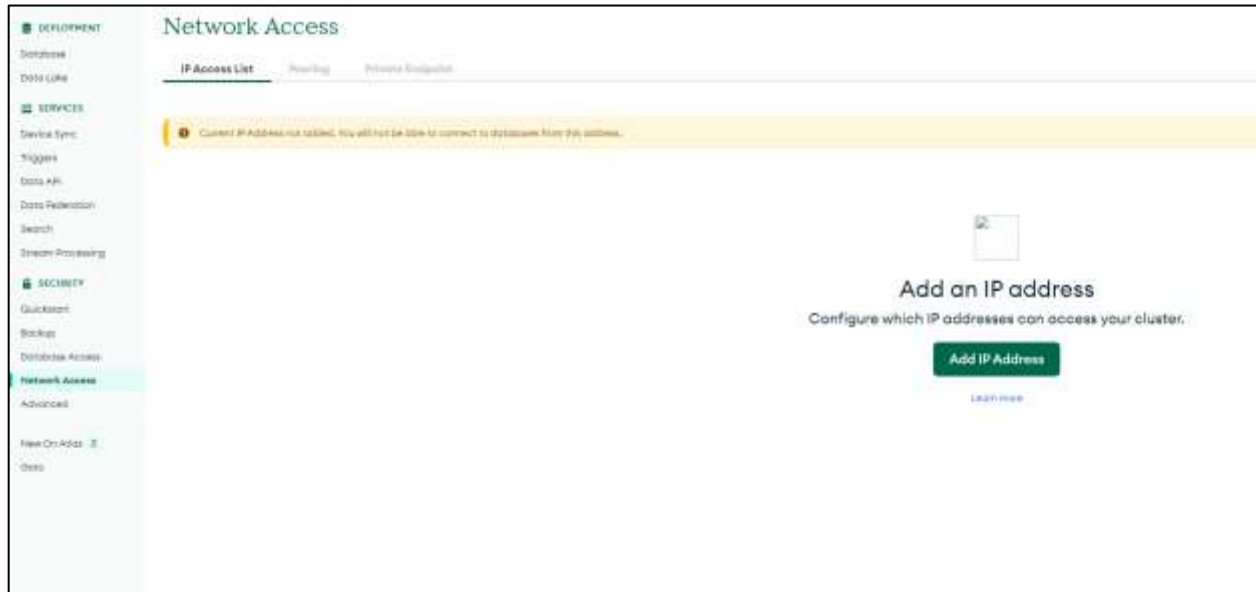 DEPLOYMENT
Database
Data Lake
SERVICES
Device Sync
Triggers
Data API
Data Federation
Search
Stream Processing
SECURITY
Quickstart
Backup
Database Access
Network Access
Advanced
New On Atlas
Goto
Network Access
IP Access List Peering Private Endpoint
Current IP Address not added. You will not be able to connect to databases from this address.
Add an IP address
Configure which IP addresses can access your cluster.
Add IP Address
Learn more